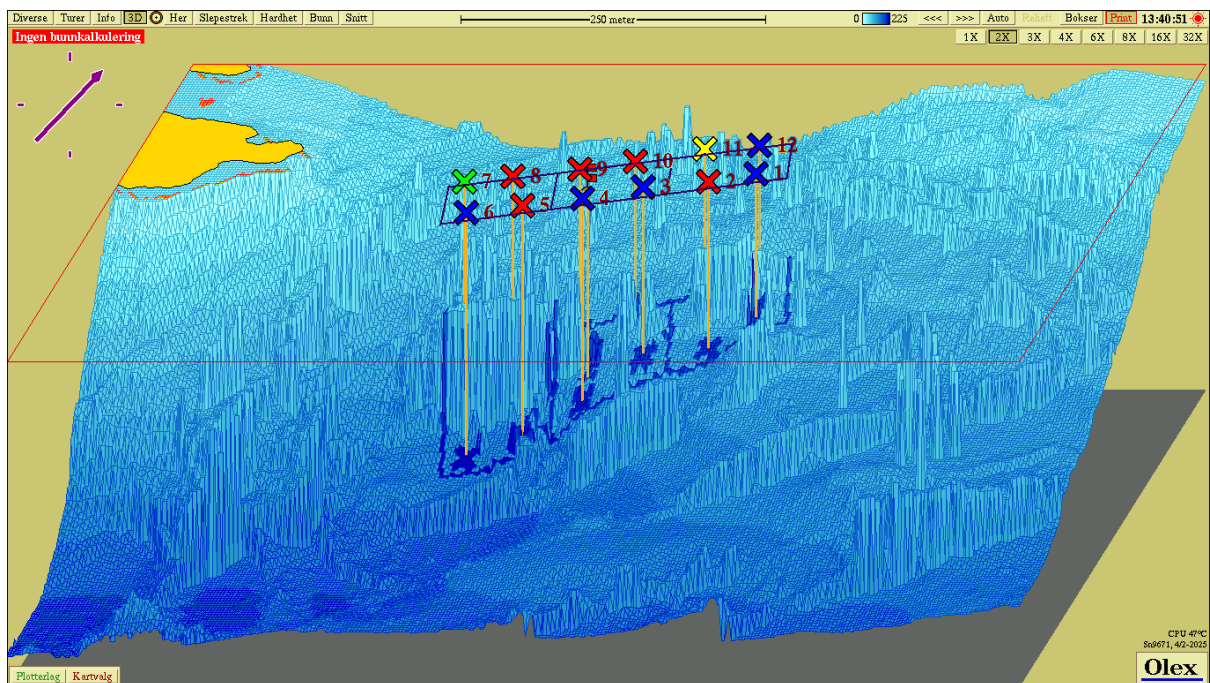 Diverse Turer Info 3D Her Slepestrek Hardhet Bunn Snitt 250 meter 0 225 <<< >>> Auto Relieff Bokser Print 13:40:51
Ingen bunnkalkulering 1X 2X 3X 4X 6X 8X 16X 32X
7 8 9 10 11 12
6 5 4 3 2 1
CPU 47°C
Sn9671, 4/2-2025
Plotterlag Kartvalg Olex